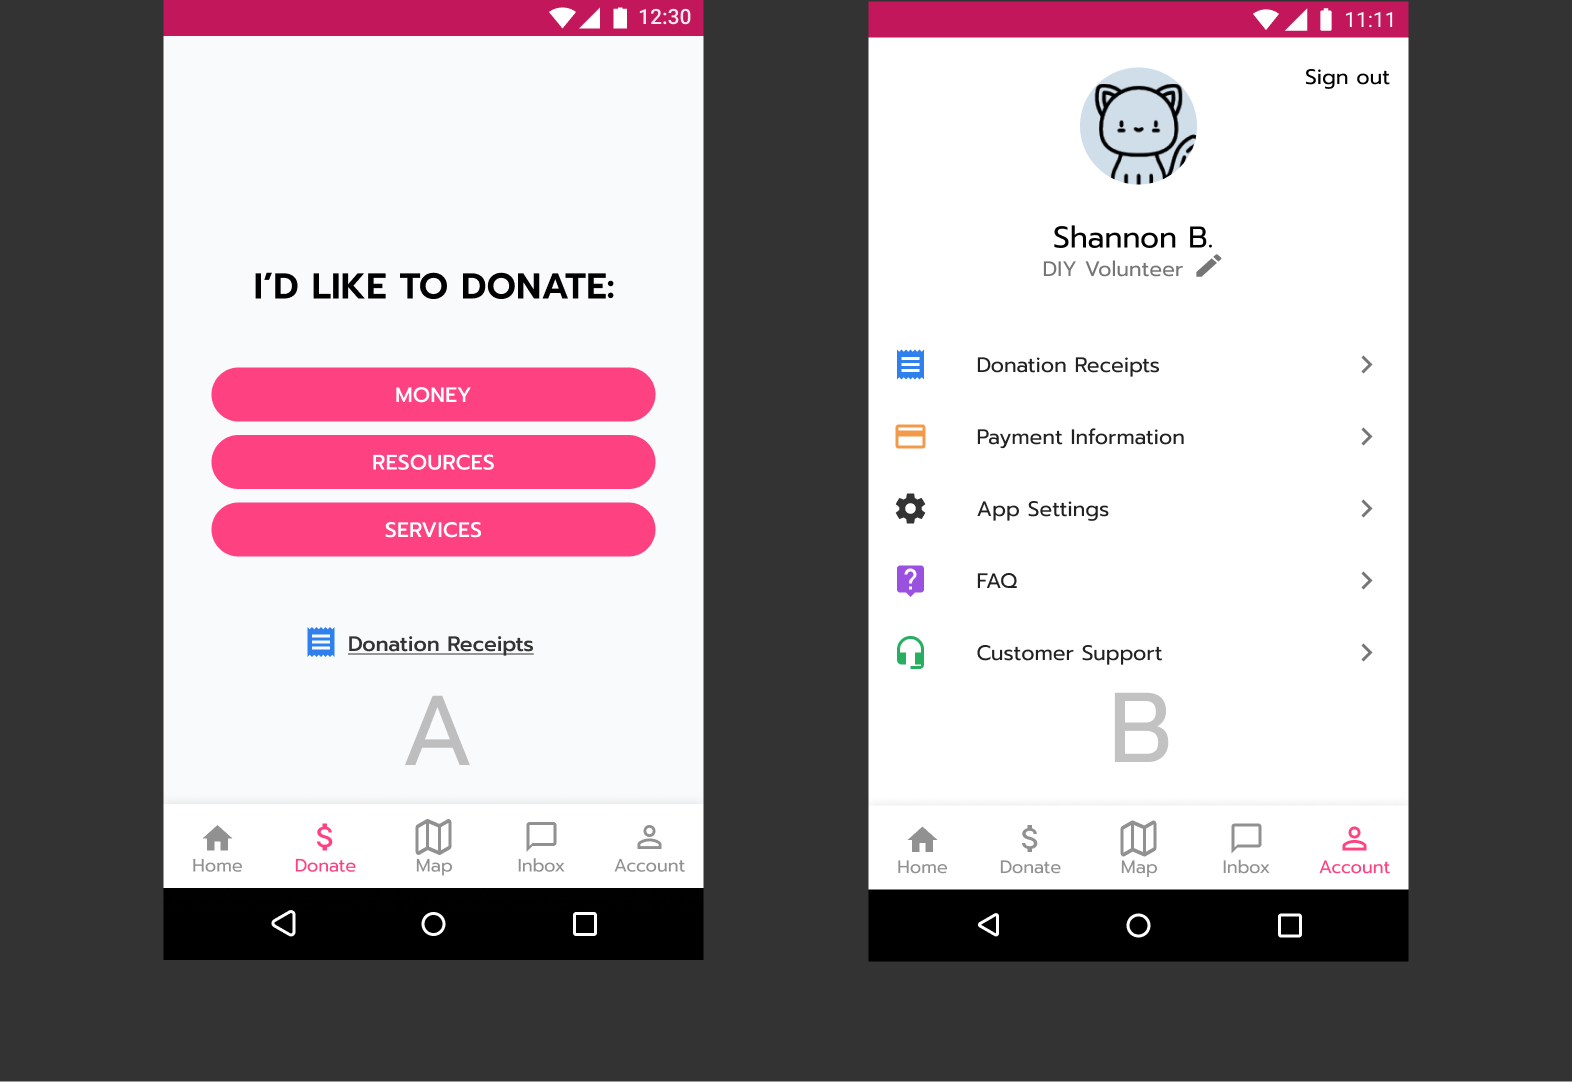 12:30
I’D LIKE TO DONATE:
MONEY
RESOURCES
SERVICES
Donation Receipts
A
Home Donate Map Inbox Account
11:11
Sign out
Shannon B.
DIY Volunteer
Donation Receipts
Payment Information
App Settings
FAQ
Customer Support
B
Home Donate Map Inbox Account